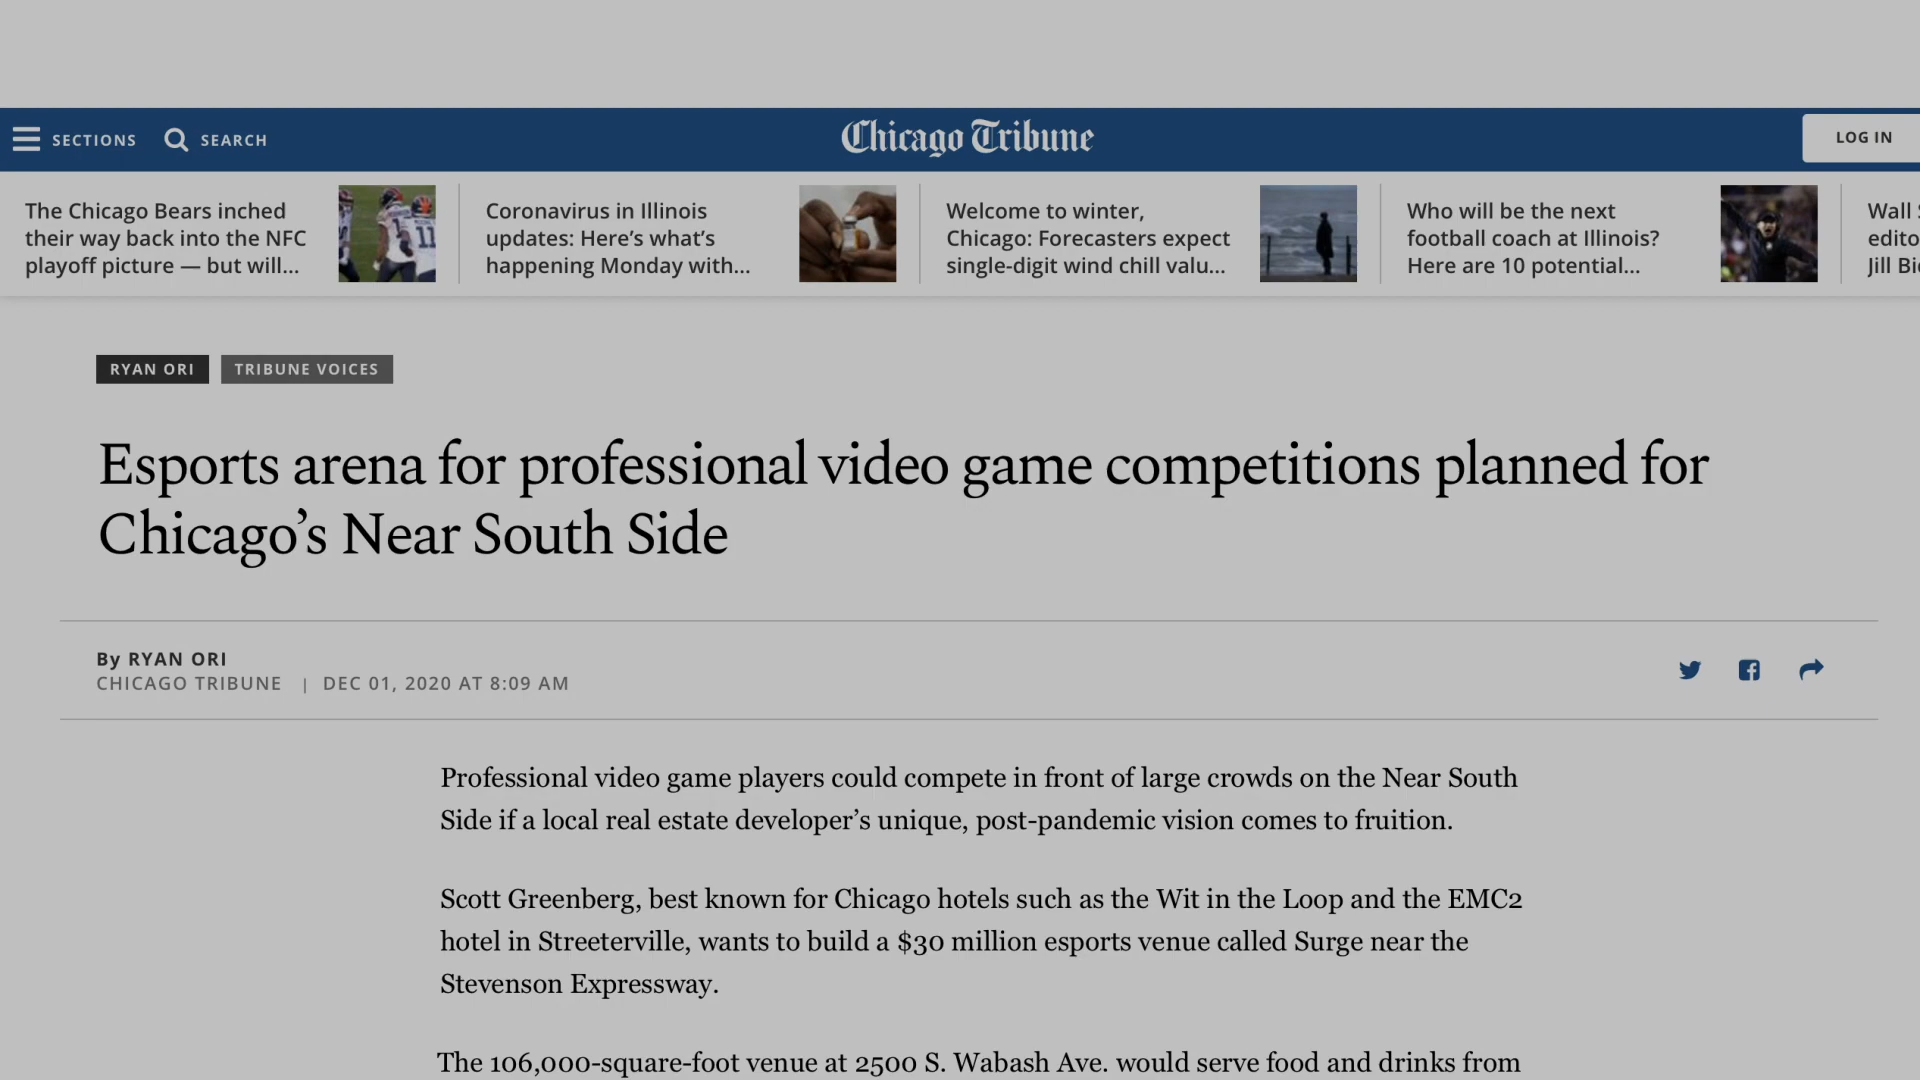 SECTIONS
SEARCH
Chicago Tribune
LOG IN
The Chicago Bears inched
their way back into the NFC
playoff picture — but will...
Coronavirus in Illinois
updates: Here’s what’s
happening Monday with...
Welcome to winter,
Chicago: Forecasters expect
single-digit wind chill valu...
Who will be the next
football coach at Illinois?
Here are 10 potential...
Wall
edito
Jill Bi
RYAN ORI
TRIBUNE VOICES
Esports arena for professional video game competitions planned for
Chicago’s Near South Side
By RYAN ORI
CHICAGO TRIBUNE | DEC 01, 2020 AT 8:09 AM
Professional video game players could compete in front of large crowds on the Near South
Side if a local real estate developer’s unique, post-pandemic vision comes to fruition.
Scott Greenberg, best known for Chicago hotels such as the Wit in the Loop and the EMC2
hotel in Streeterville, wants to build a $30 million esports venue called Surge near the
Stevenson Expressway.
The 106,000-square-foot venue at 2500 S. Wabash Ave. would serve food and drinks from